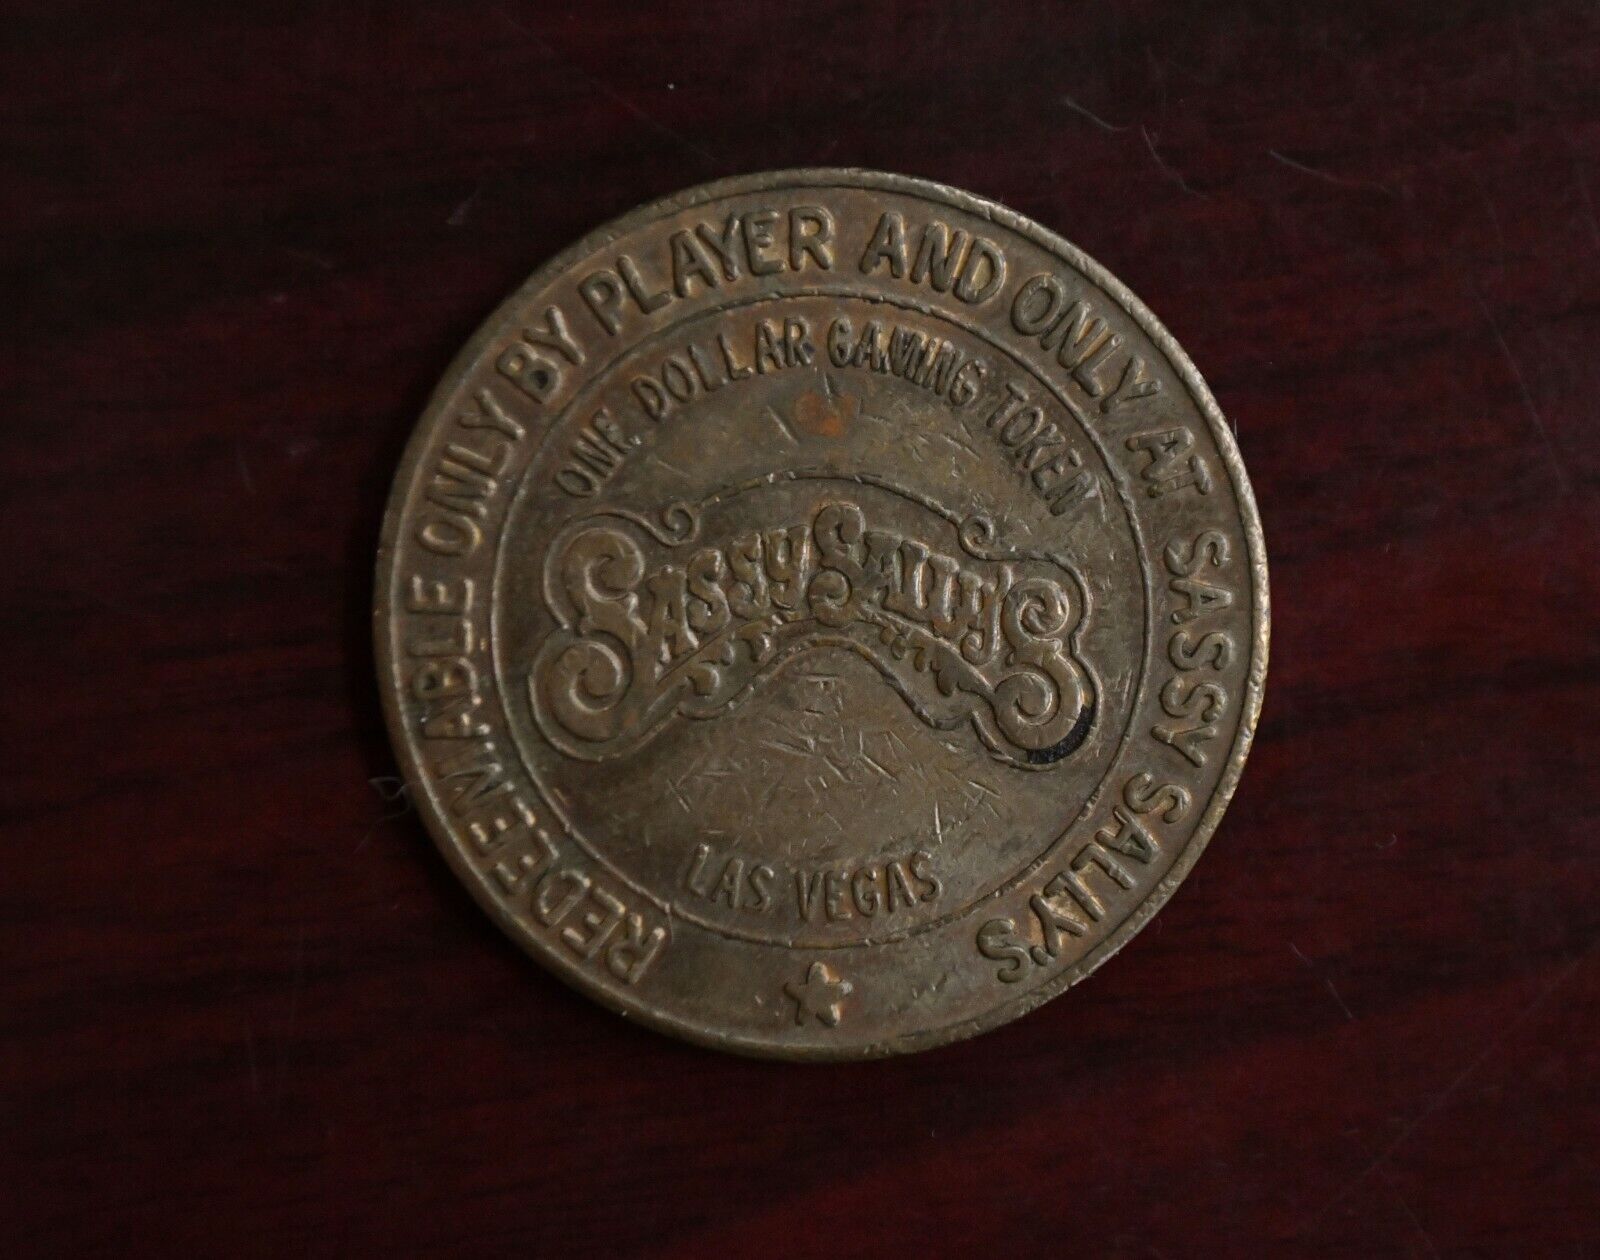 REDEEMABLE ONLY BY PLAYER AND ONLY AT SASSY SALLY'S
ONE DOLLAR GAMING TOKEN
SASSY SALLY'S
LAS VEGAS